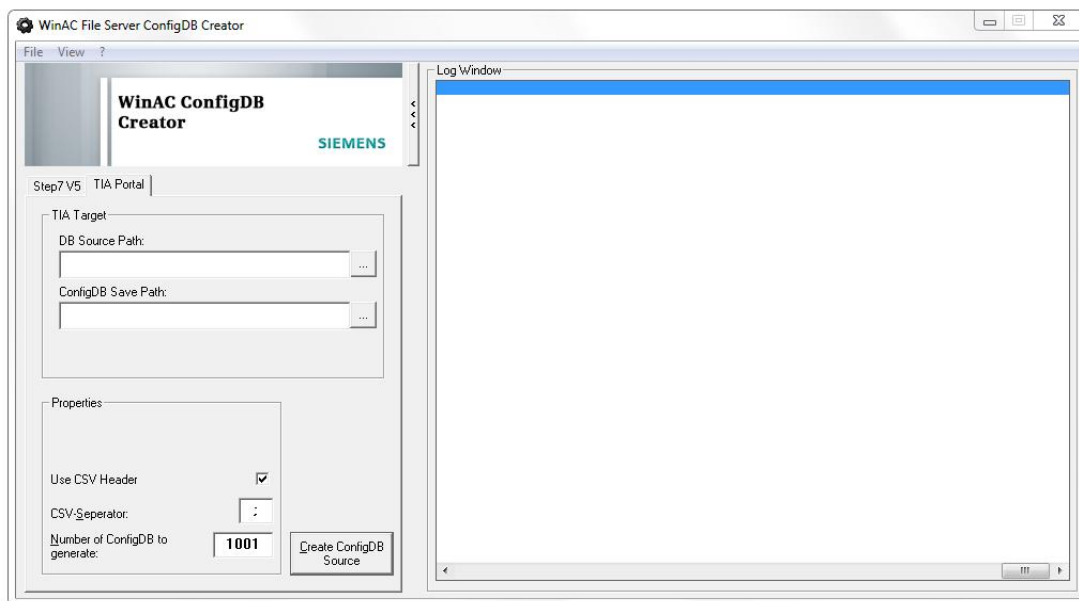 WinAC File Server ConfigDB Creator
File View ?
WinAC ConfigDB
Creator
SIEMENS
<<<
Step7 V5 TIA Portal
TIA Target
DB Source Path:
...
ConfigDB Save Path:
...
Properties
Use CSV Header
CSV-Seperator: ;
Number of ConfigDB to
generate: 1001
Create ConfigDB
Source
Log Window